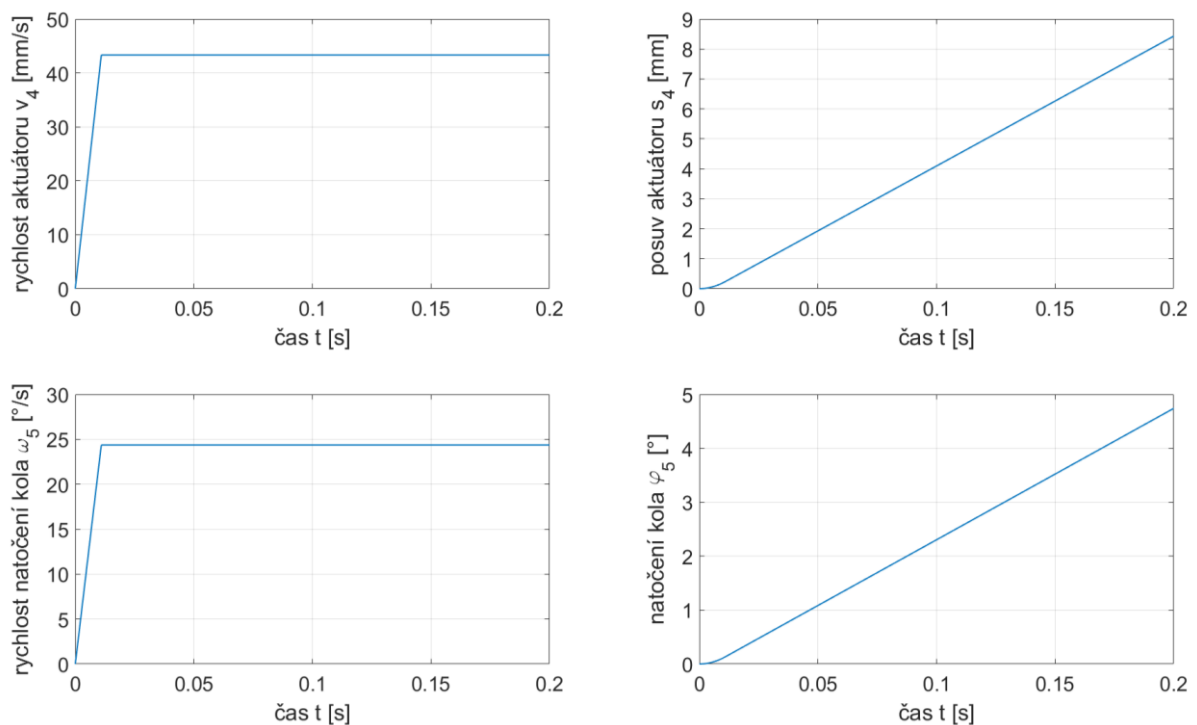 rychlost aktuátoru v4 [mm/s]
50
40
30
20
10
0
0 0.05 0.1 0.15 0.2
čas t [s]
posuv aktuátoru s4 [mm]
9
8
7
6
5
4
3
2
1
0
0 0.05 0.1 0.15 0.2
čas t [s]
rychlost natočení kola ω5 [°/s]
30
25
20
15
10
5
0
0 0.05 0.1 0.15 0.2
čas t [s]
natočení kola φ5 [°]
5
4
3
2
1
0
0 0.05 0.1 0.15 0.2
čas t [s]